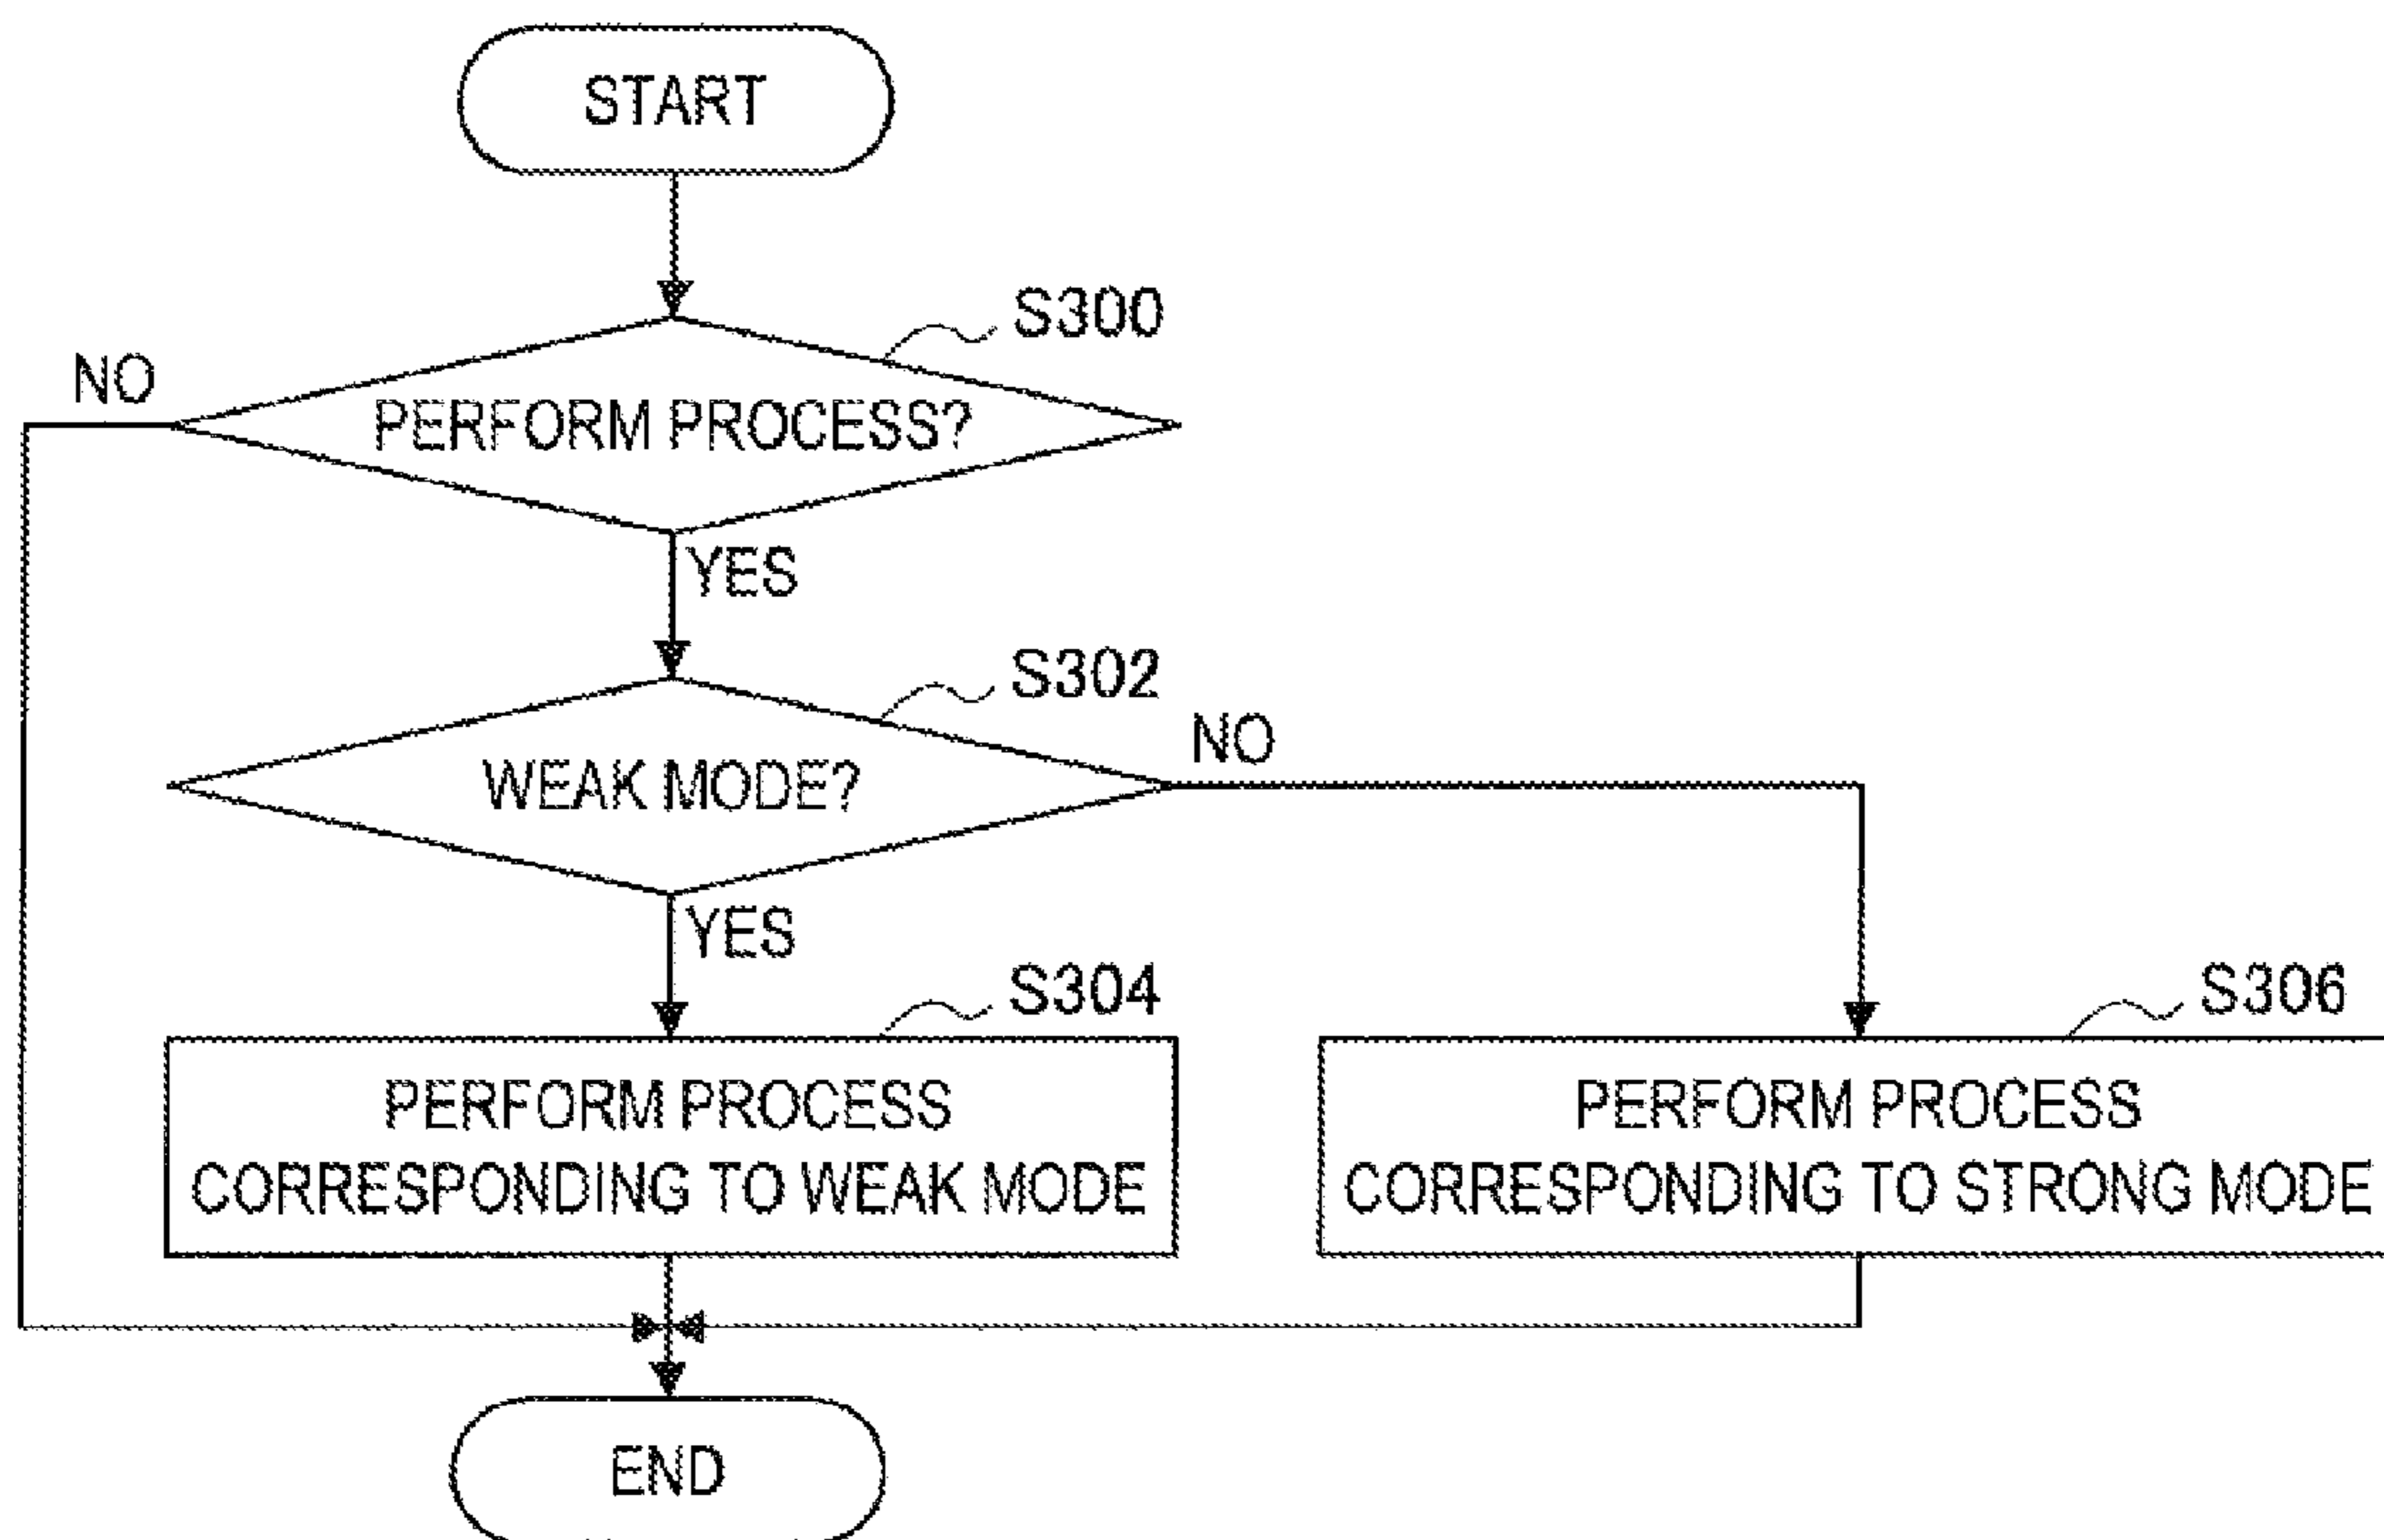 START
S300
NO
PERFORM PROCESS?
YES
S302
NO
WEAK MODE?
YES
S304
S306
PERFORM PROCESS
CORRESPONDING TO WEAK MODE
PERFORM PROCESS
CORRESPONDING TO STRONG MODE
END